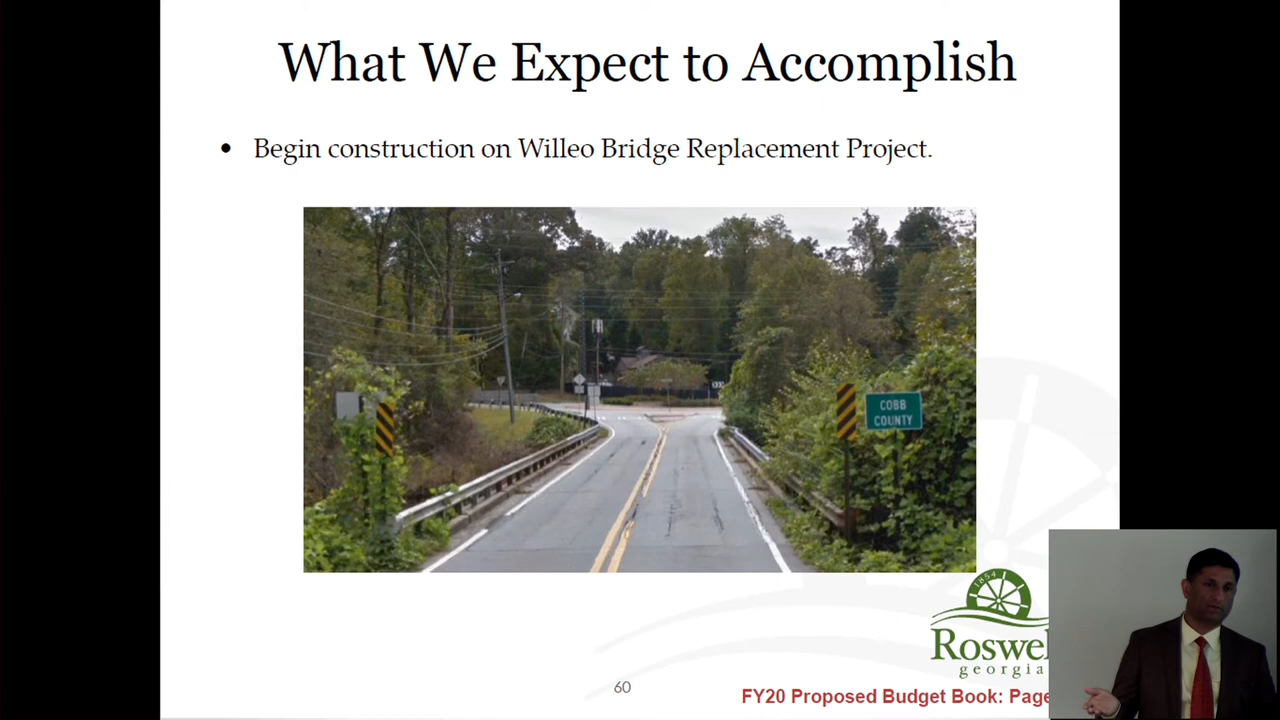 What We Expect to Accomplish
• Begin construction on Willeo Bridge Replacement Project.
COBB
COUNTY
1854
georgia
60
FY20 Proposed Budget Book: Page